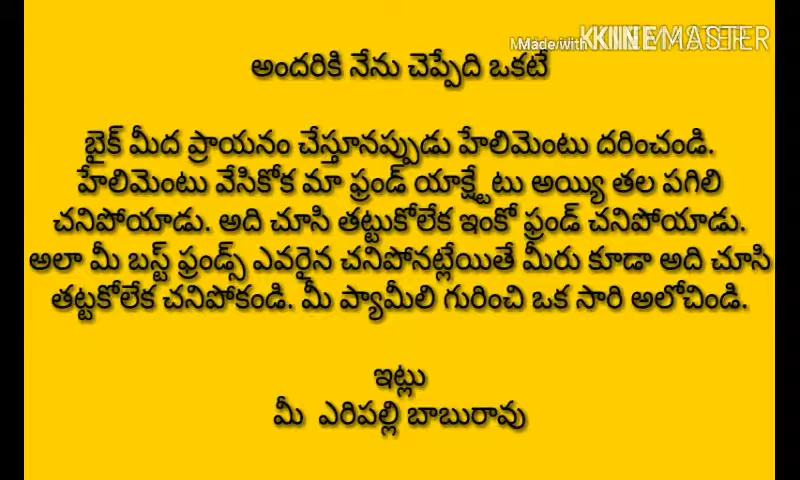 Made with KINEMASTER
అందరికి నేను చెప్పేది ఒకటే
బైక్ మీద ప్రాయనం చేస్తూనప్పుడు హేలిమెంటు దరించండి.
హేలిమెంటు వేసికోక మా ఫ్రండ్ యాక్ష్టేటు అయ్యి తల పగిలి
చనిపోయాడు. అది చూసి తట్టుకోలేక ఇంకో ఫ్రండ్ చనిపోయాడు.
అలా మీ బస్ట్ ఫ్రండ్స్ ఎవరైన చనిపోనట్లేయితే మీరు కూడా అది చూసి
తట్టకోలేక చనిపోకండి. మీ ప్యామీలి గురించి ఒక సారి అలోచిండి.
ఇట్లు
మీ ఎరిపల్లి బాబురావు